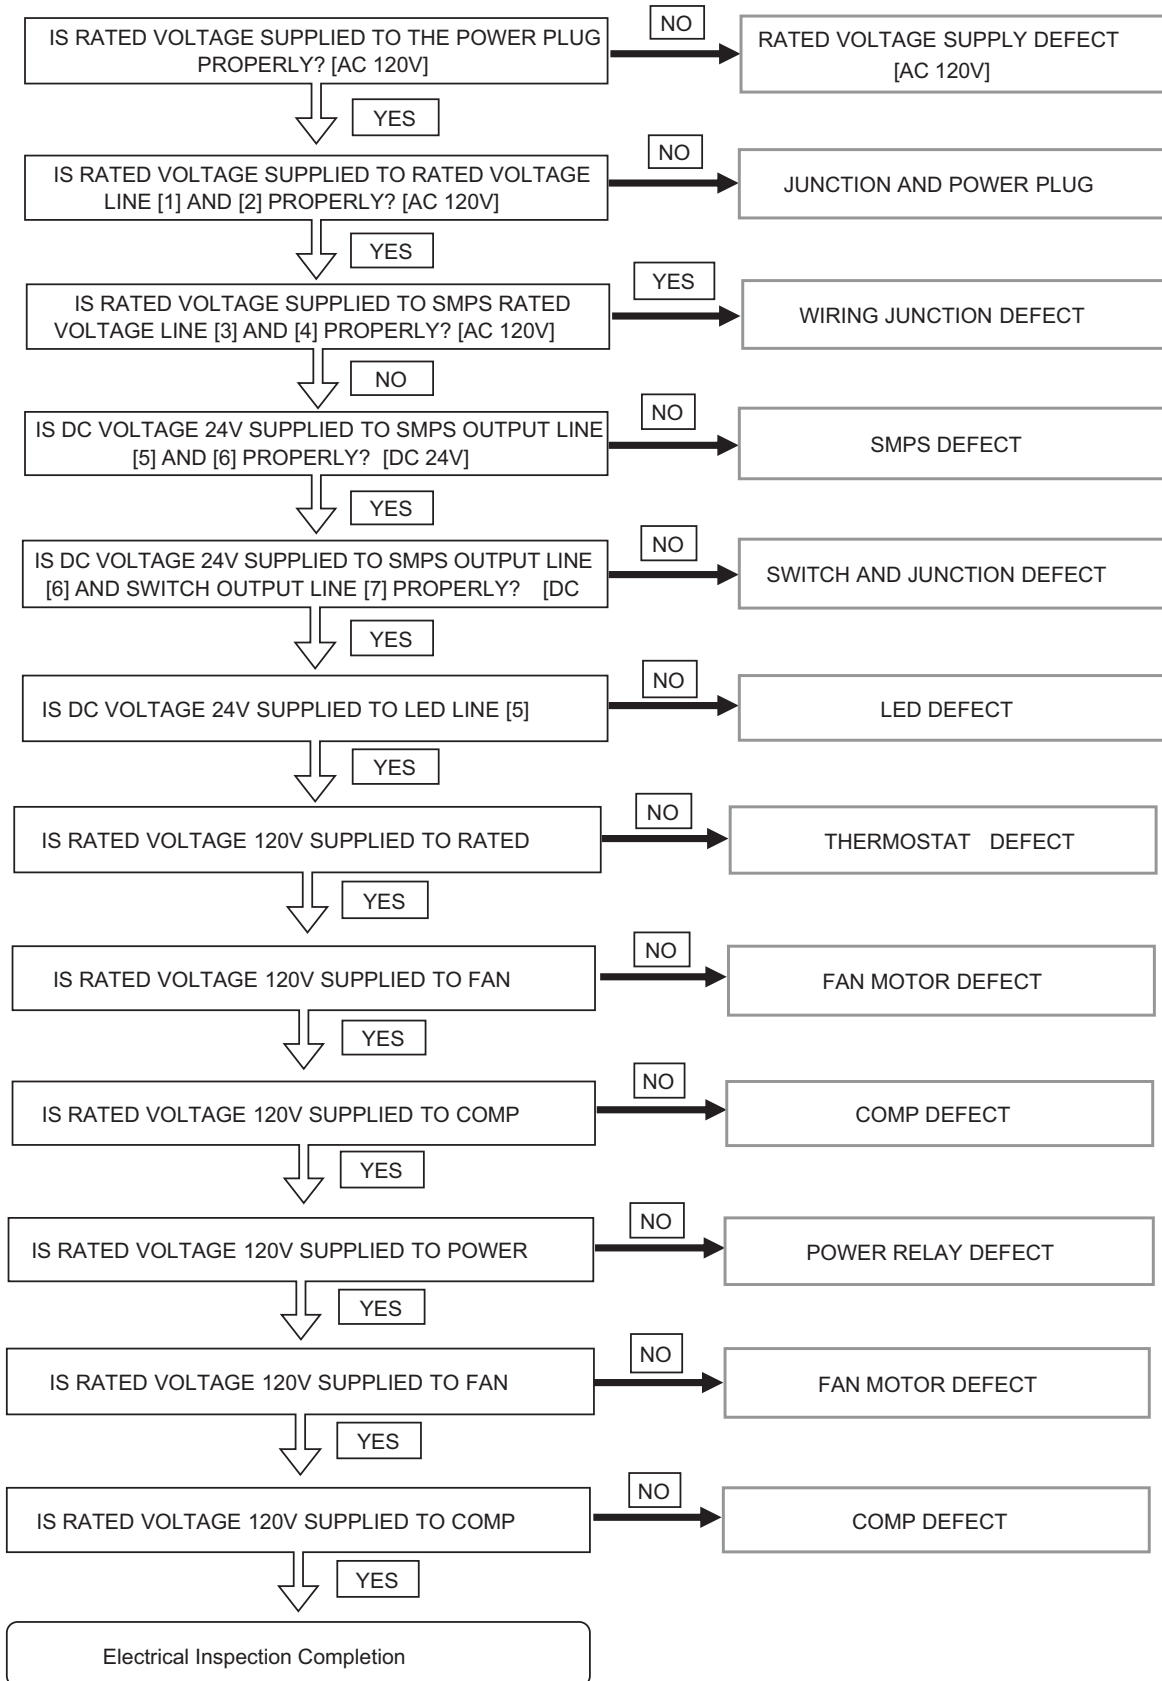 IS RATED VOLTAGE SUPPLIED TO THE POWER PLUG
PROPERLY? [AC 120V]
NO
RATED VOLTAGE SUPPLY DEFECT
[AC 120V]
YES
IS RATED VOLTAGE SUPPLIED TO RATED VOLTAGE
LINE [1] AND [2] PROPERLY? [AC 120V]
NO
JUNCTION AND POWER PLUG
YES
IS RATED VOLTAGE SUPPLIED TO SMPS RATED
VOLTAGE LINE [3] AND [4] PROPERLY? [AC 120V]
YES
WIRING JUNCTION DEFECT
NO
IS DC VOLTAGE 24V SUPPLIED TO SMPS OUTPUT LINE
[5] AND [6] PROPERLY? [DC 24V]
NO
SMPS DEFECT
YES
IS DC VOLTAGE 24V SUPPLIED TO SMPS OUTPUT LINE
[6] AND SWITCH OUTPUT LINE [7] PROPERLY? [DC
NO
SWITCH AND JUNCTION DEFECT
YES
IS DC VOLTAGE 24V SUPPLIED TO LED LINE [5]
NO
LED DEFECT
YES
IS RATED VOLTAGE 120V SUPPLIED TO RATED
NO
THERMOSTAT DEFECT
YES
IS RATED VOLTAGE 120V SUPPLIED TO FAN
NO
FAN MOTOR DEFECT
YES
IS RATED VOLTAGE 120V SUPPLIED TO COMP
NO
COMP DEFECT
YES
IS RATED VOLTAGE 120V SUPPLIED TO POWER
NO
POWER RELAY DEFECT
YES
IS RATED VOLTAGE 120V SUPPLIED TO FAN
NO
FAN MOTOR DEFECT
YES
IS RATED VOLTAGE 120V SUPPLIED TO COMP
NO
COMP DEFECT
YES
Electrical Inspection Completion